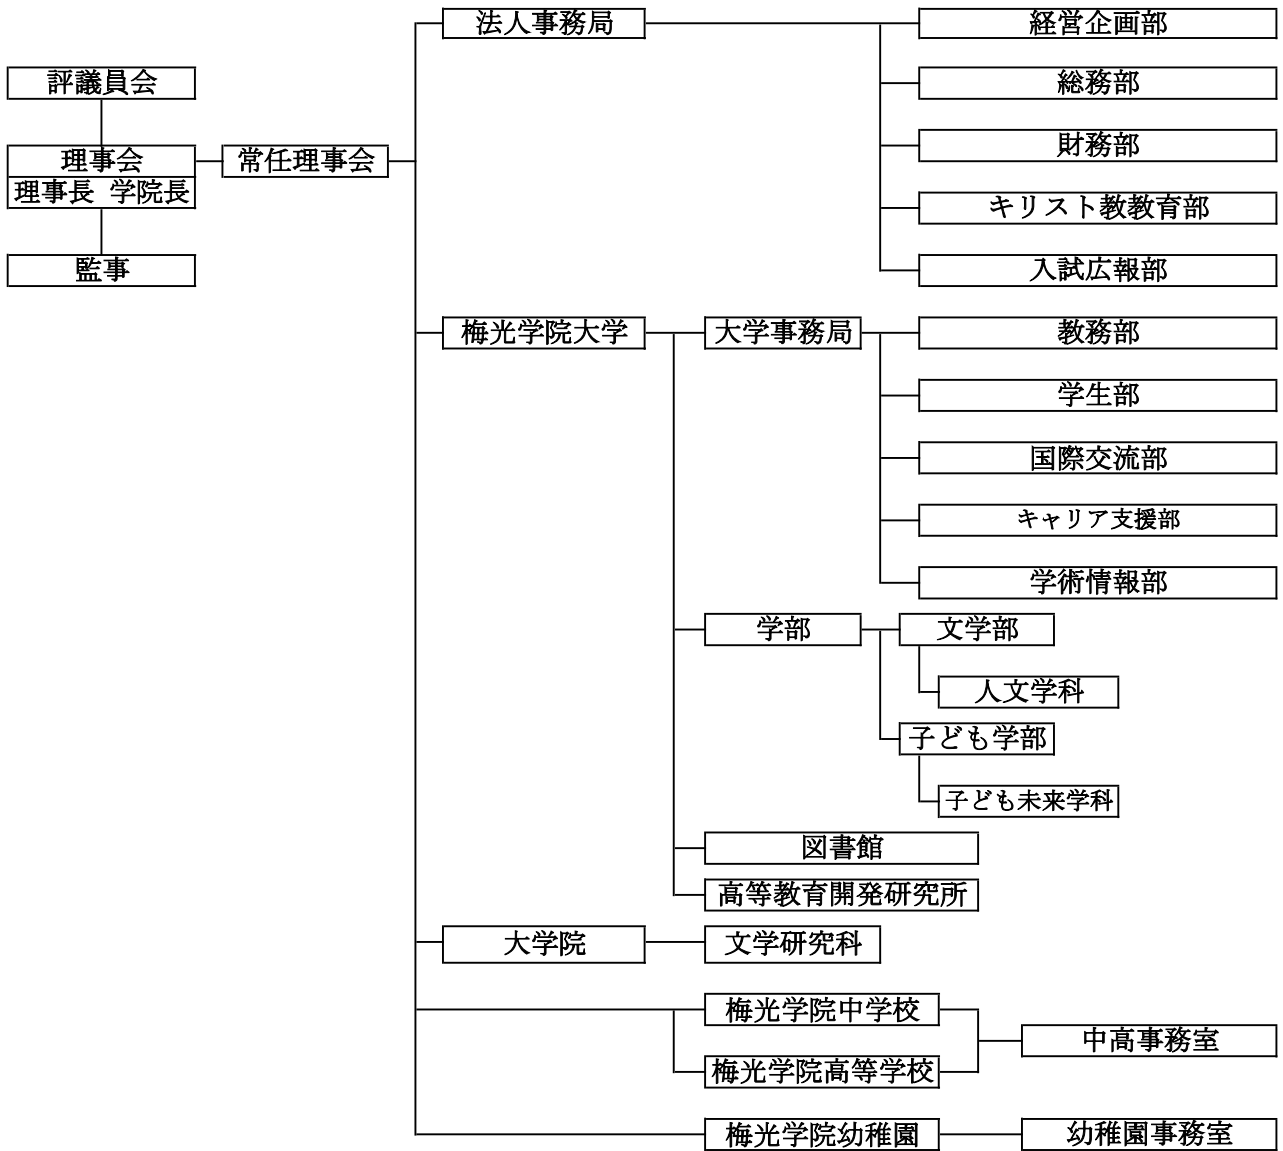 法人事務局
経営企画部
評議員会
総務部
財務部
理事会
常任理事会
理事長 学院長
キリスト教教育部
監事
入試広報部
梅光学院大学
大学事務局
教務部
学生部
国際交流部
キャリア支援部
学術情報部
学部
文学部
人文学科
子ども学部
子ども未来学科
図書館
高等教育開発研究所
大学院
文学研究科
梅光学院中学校
中高事務室
梅光学院高等学校
梅光学院幼稚園
幼稚園事務室